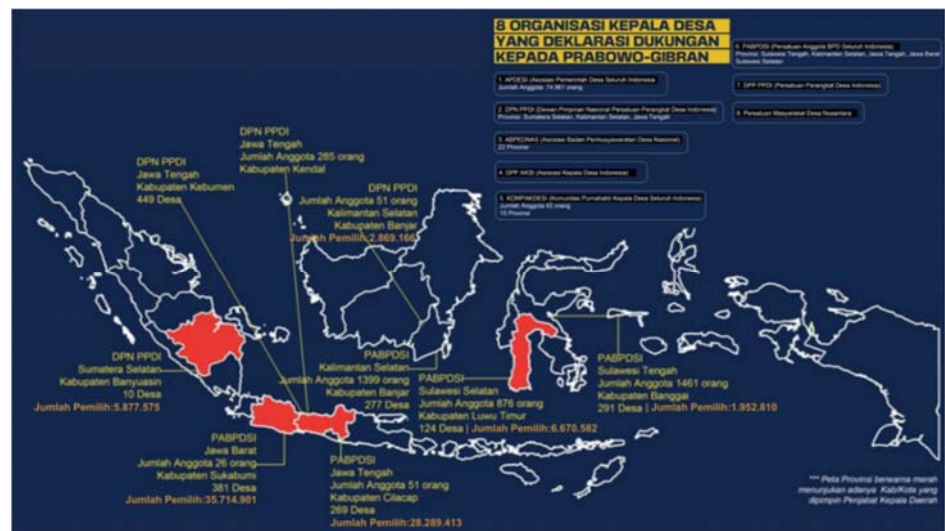 8 ORGANISASI KEPALA DESA
YANG DEKLARASI DUKUNGAN
KEPADA PRABOWO-GIBRAN
1. APDESI (Asosiasi Pemerintah Desa Seluruh Indonesia
Jumlah Anggota: 74.961 orang
2. DPN PPDI (Dewan Pimpinan Nasional Persatuan Perangkat Desa Indonesia)
Provinsi: Sumatera Selatan, Kalimantan Selatan, Jawa Tengah
3. ABPEDNAS (Asosiasi Badan Permusyawaratan Desa Nasional)
22 Provinsi
4. DPP AKSI (Asosiasi Kepala Desa Indonesia)
5. KOMPAKDESI (Komunitas Purnabakti Kepala Desa Seluruh Indonesia)
Jumlah Anggota 43 orang
15 Provinsi
6. PABPDSI (Persatuan Anggota BPD Seluruh Indonesia)
Provinsi: Sulawesi Tengah, Kalimantan Selatan, Jawa Tengah, Jawa Barat
Sulawesi Selatan
7. DPP PPDI (Persatuan Perangkat Desa Indonesia)
8. Persatuan Masyarakat Desa Nusantara
DPN PPDI
Jawa Tengah
Kabupaten Kebumen
449 Desa
DPN PPDI
Jawa Tengah
Jumlah Anggota 285 orang
Kabupaten Kendal
DPN PPDI
Jumlah Anggota 51 orang
Kalimantan Selatan
Kabupaten Banjar
Jumlah Pemilih:2.869.166
DPN PPDI
Sumatera Selatan
Kabupaten Banyuasin
10 Desa
Jumlah Pemilih:5.877.575
PABPDSI
Kalimantan Selatan
Jumlah Anggota 1399 orang
Kabupaten Banjar
277 Desa
PABPDSI
Sulawesi Selatan
Jumlah Anggota 876 orang
Kabupaten Luwu Timur
124 Desa | Jumlah Pemilih:6.670.582
PABPDSI
Sulawesi Tengah
Jumlah Anggota 1461 orang
Kabupaten Banggai
291 Desa | Jumlah Pemilih:1.952.810
PABPDSI
Jawa Barat
Jumlah Anggota 26 orang
Kabupaten Sukabumi
381 Desa
Jumlah Pemilih:35.714.901
PABPDSI
Jawa Tengah
Jumlah Anggota 51 orang
Kabupaten Cilacap
269 Desa
Jumlah Pemilih:28.289.413
*** Peta Provinsi berwarna merah
menunjukan adanya Kab/Kota yang
dipimpin Penjabat Kepala Daerah